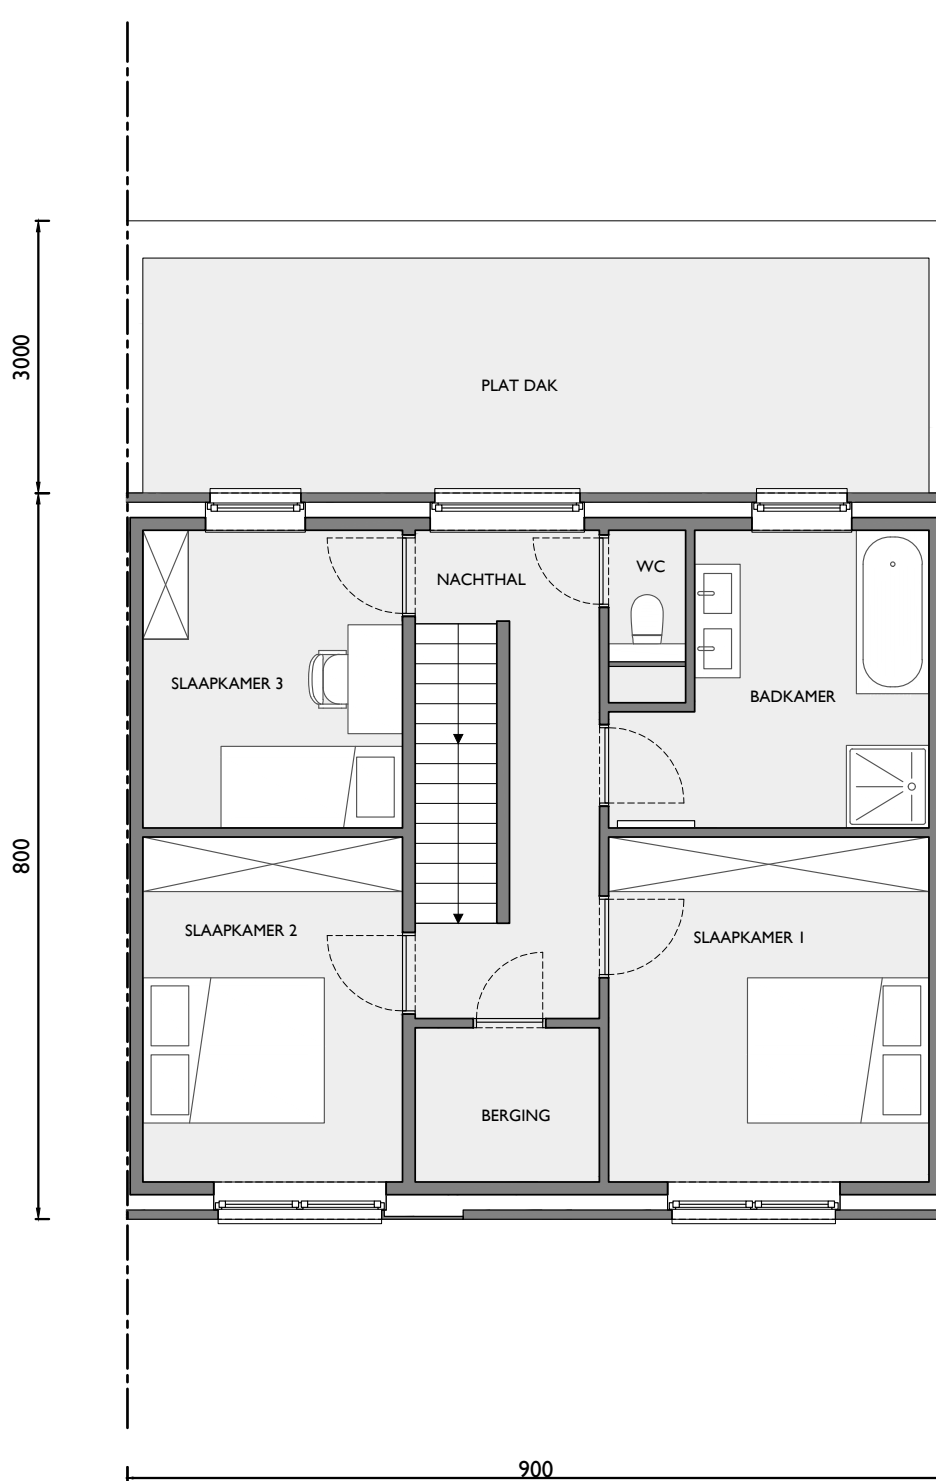 3000
PLAT DAK
NACHTHAL
WC
SLAAPKAMER 3
BADKAMER
800
SLAAPKAMER 2
SLAAPKAMER 1
BERGING
900